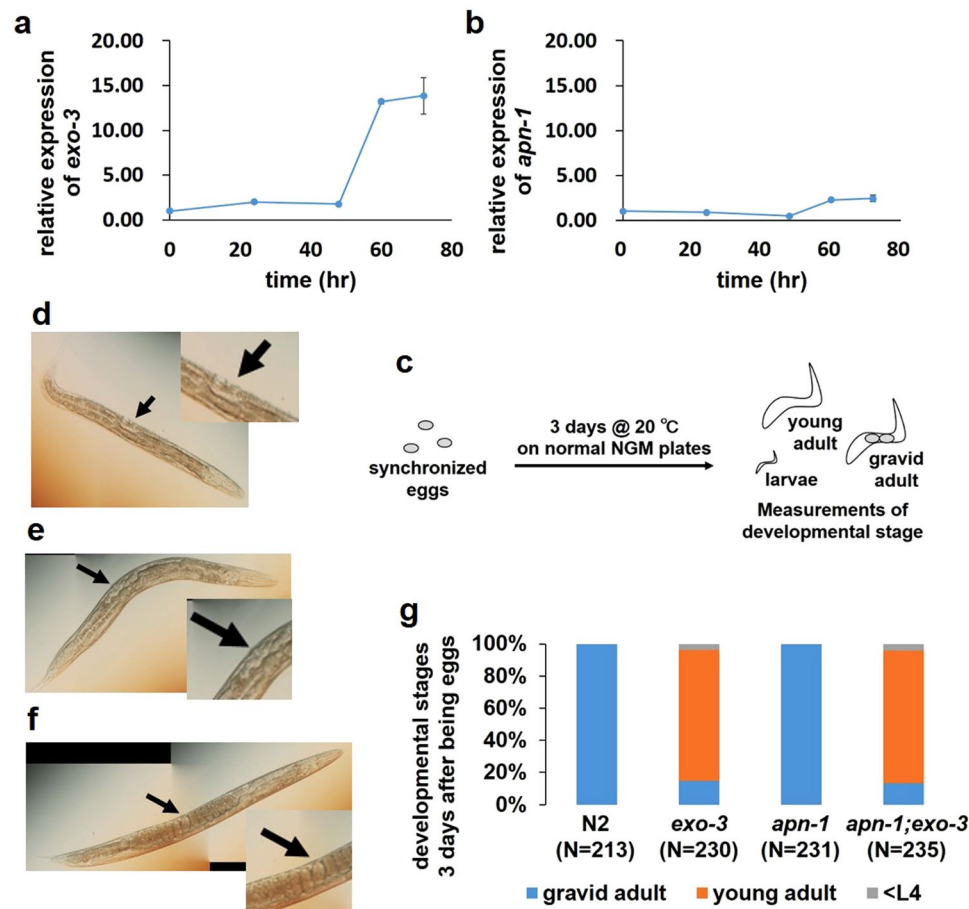 a
relative expression
of exo-3
20.00
15.00
10.00
5.00
0.00
0
20
40
60
80
time (hr)
b
relative expression
of apn-1
20.00
15.00
10.00
5.00
0.00
0
20
40
60
80
time (hr)
d
c
synchronized
eggs
3 days @ 20 ℃
on normal NGM plates
young
adult
larvae
gravid
adult
Measurements of
developmental stage
e
f
g
developmental stages
3 days after being eggs
100%
80%
60%
40%
20%
0%
N2
(N=213)
exo-3
(N=230)
apn-1
(N=231)
apn-1;exo-3
(N=235)
gravid adult
young adult
<L4